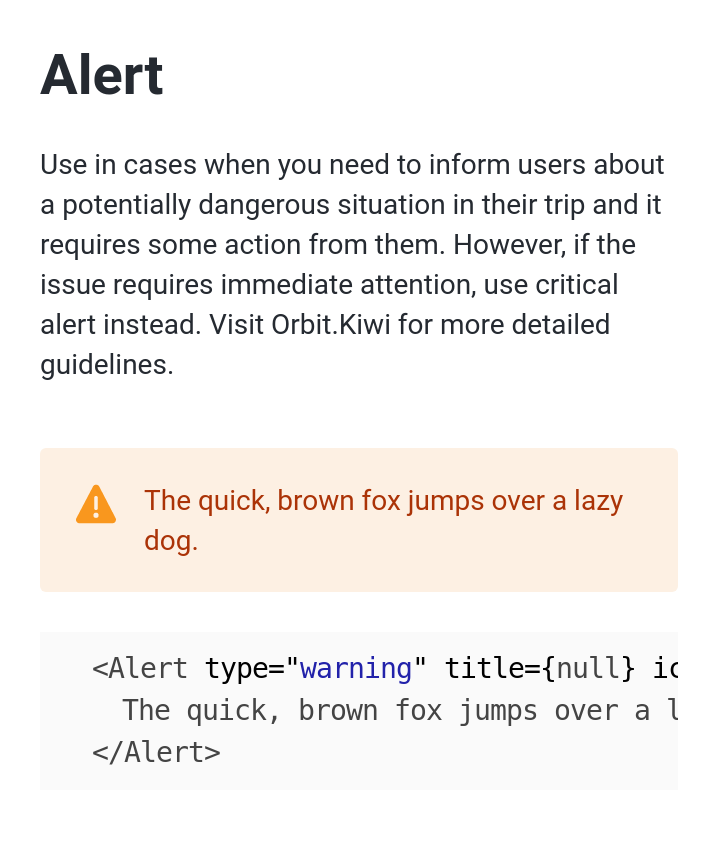 Alert
Use in cases when you need to inform users about
a potentially dangerous situation in their trip and it
requires some action from them. However, if the
issue requires immediate attention, use critical
alert instead. Visit Orbit.Kiwi for more detailed
guidelines.
The quick, brown fox jumps over a lazy
dog.
<Alert type="warning" title={null} ic
The quick, brown fox jumps over a l
</Alert>